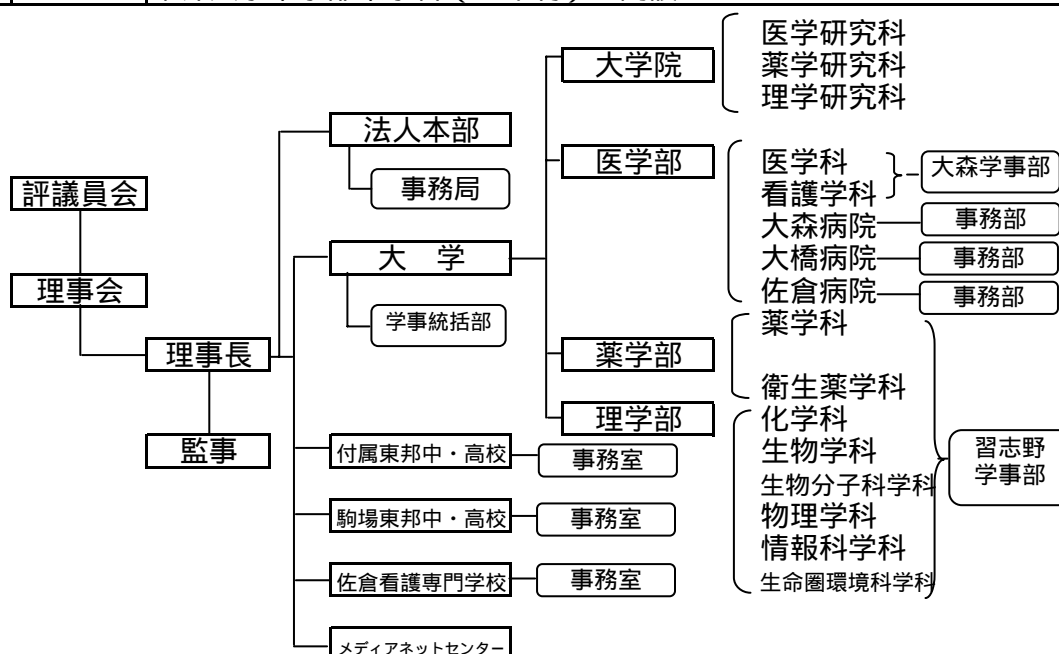 大学院
医学研究科
薬学研究科
理学研究科
法人本部
事務局
医学部
医学科
看護学科
大森学事部
大森病院
事務部
大橋病院
事務部
佐倉病院
事務部
評議員会
理事会
理事長
監事
大 学
学事統括部
薬学部
薬学科
衛生薬学科
理学部
化学科
生物学科
生物分子科学科
物理学科
情報科学科
生命圏環境科学科
習志野
学事部
付属東邦中・高校
事務室
駒場東邦中・高校
事務室
佐倉看護専門学校
事務室
メディアネットセンター